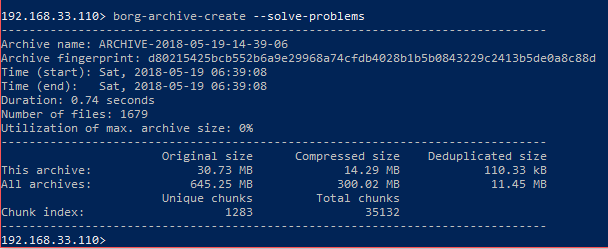 192.168.33.110> borg-archive-create --solve-problems
------------------------------------------------------------------------------
Archive name: ARCHIVE-2018-05-19-14-39-06
Archive fingerprint: d80215425bcb552b6a9e29968a74cfdb4028b1b5b0843229c2413b5de0a8c88d
Time (start): Sat, 2018-05-19 06:39:08
Time (end):   Sat, 2018-05-19 06:39:08
Duration: 0.74 seconds
Number of files: 1679
Utilization of max. archive size: 0%
------------------------------------------------------------------------------
                       Original size      Compressed size    Deduplicated size
This archive:               30.73 MB             14.29 MB            110.33 kB
All archives:              645.25 MB            300.02 MB             11.45 MB
                       Unique chunks         Total chunks
Chunk index:                    1283                35132
------------------------------------------------------------------------------
192.168.33.110>